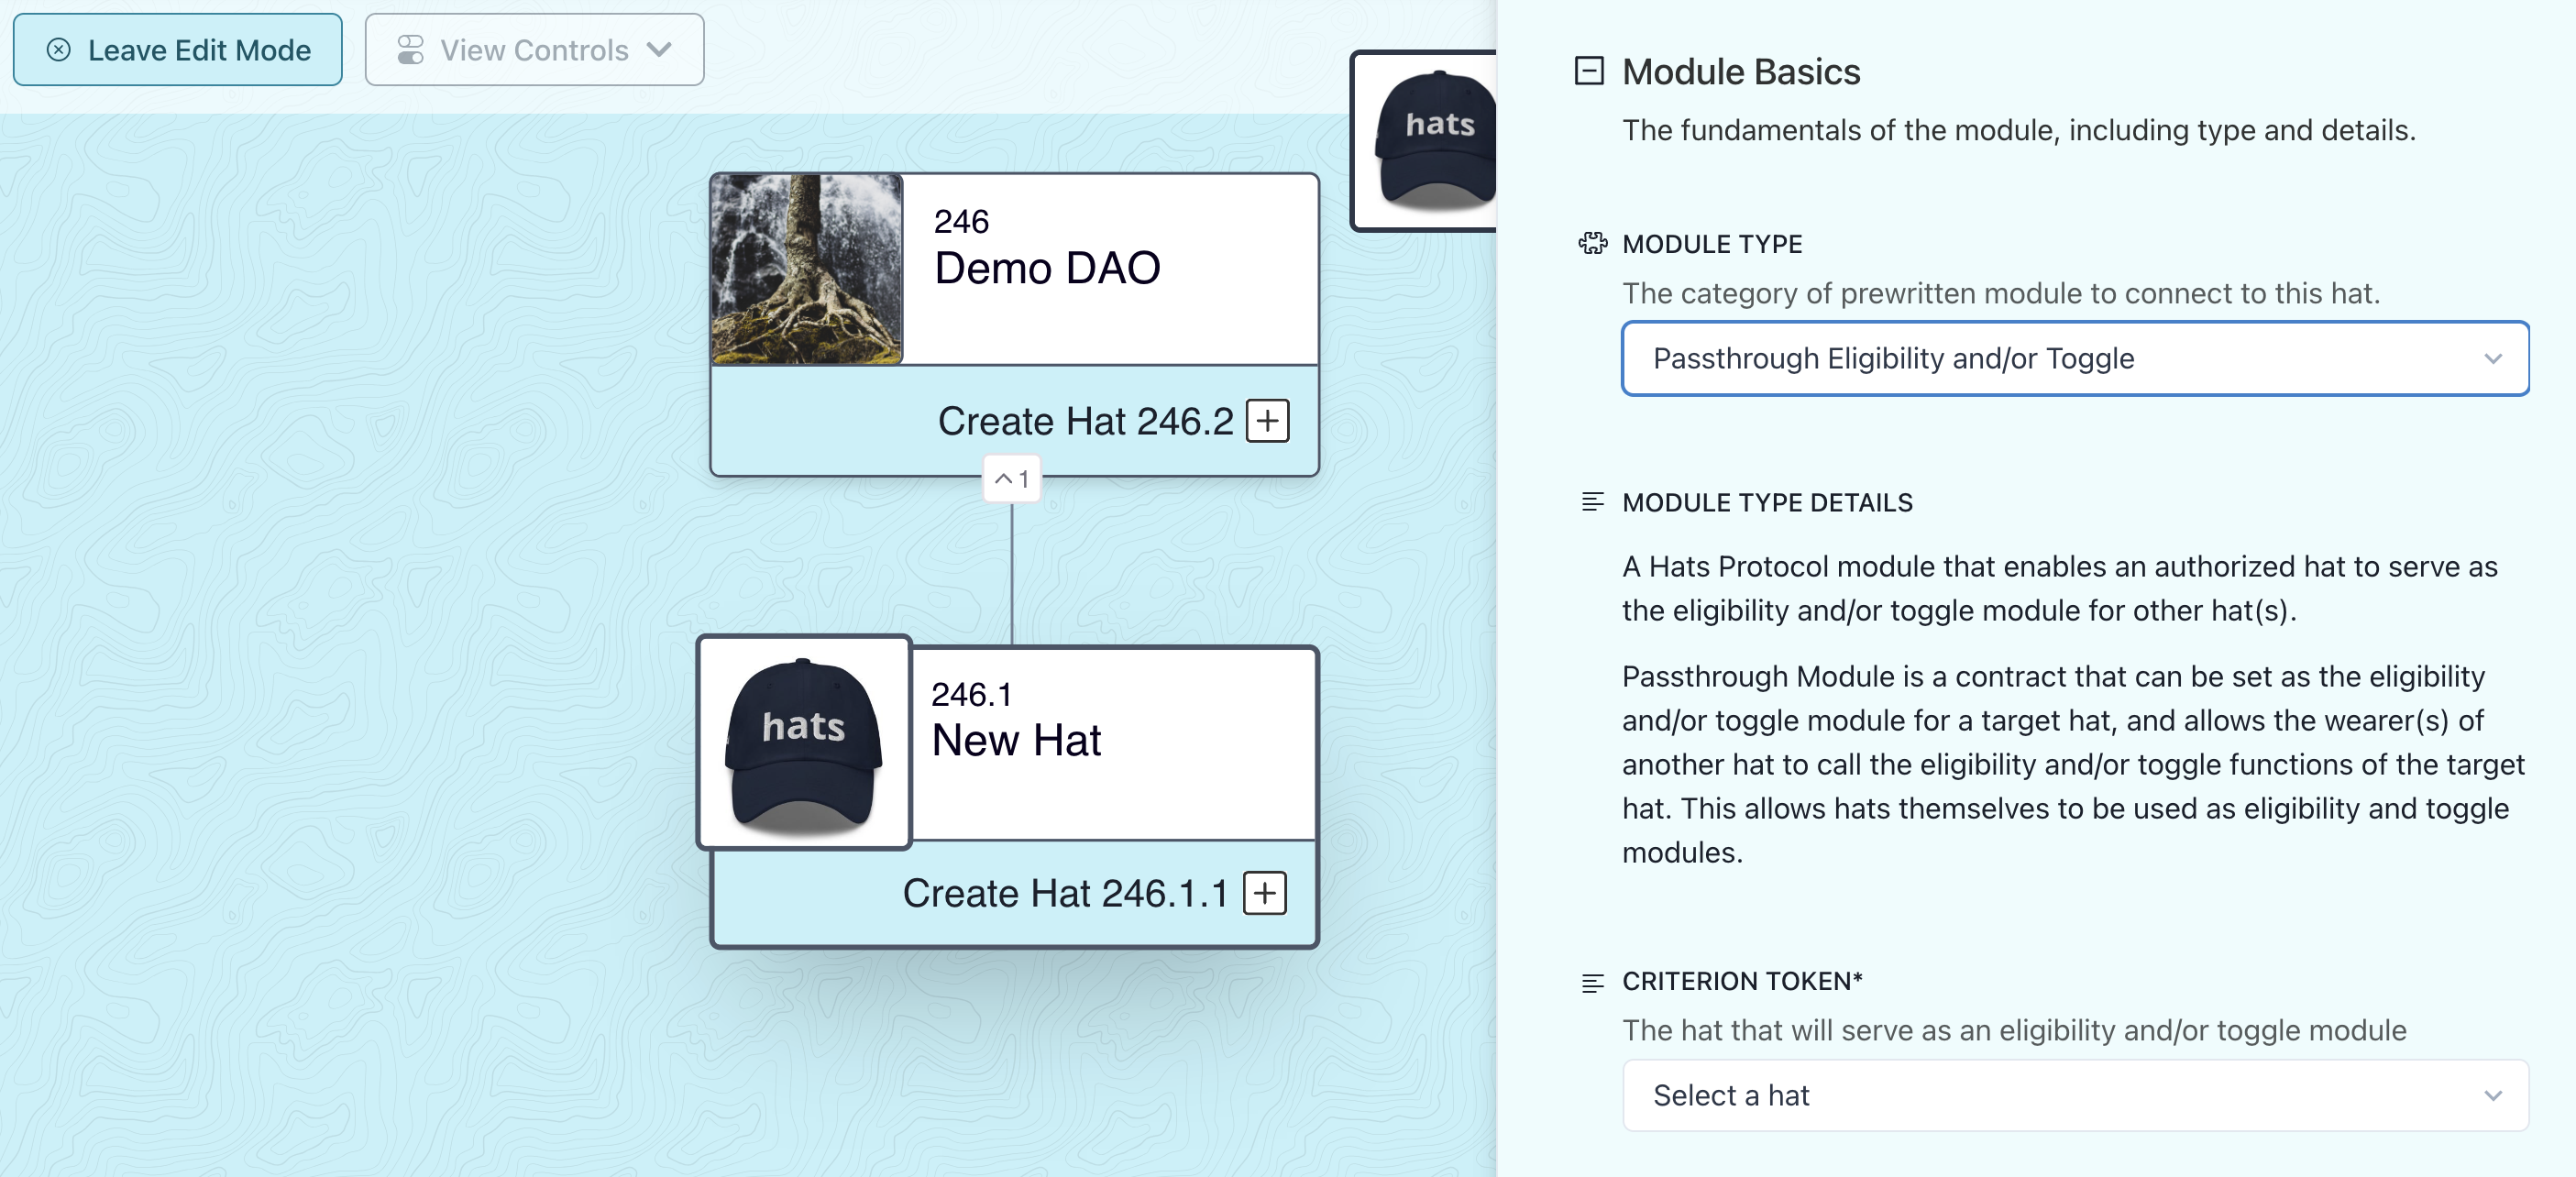 Leave Edit Mode
View Controls
hats
246
Demo DAO
Create Hat 246.2
1
hats
246.1
New Hat
Create Hat 246.1.1
Module Basics
The fundamentals of the module, including type and details.
MODULE TYPE
The category of prewritten module to connect to this hat.
Passthrough Eligibility and/or Toggle
MODULE TYPE DETAILS
A Hats Protocol module that enables an authorized hat to serve as
the eligibility and/or toggle module for other hat(s).
Passthrough Module is a contract that can be set as the eligibility
and/or toggle module for a target hat, and allows the wearer(s) of
another hat to call the eligibility and/or toggle functions of the target
hat. This allows hats themselves to be used as eligibility and toggle
modules.
CRITERION TOKEN*
The hat that will serve as an eligibility and/or toggle module
Select a hat